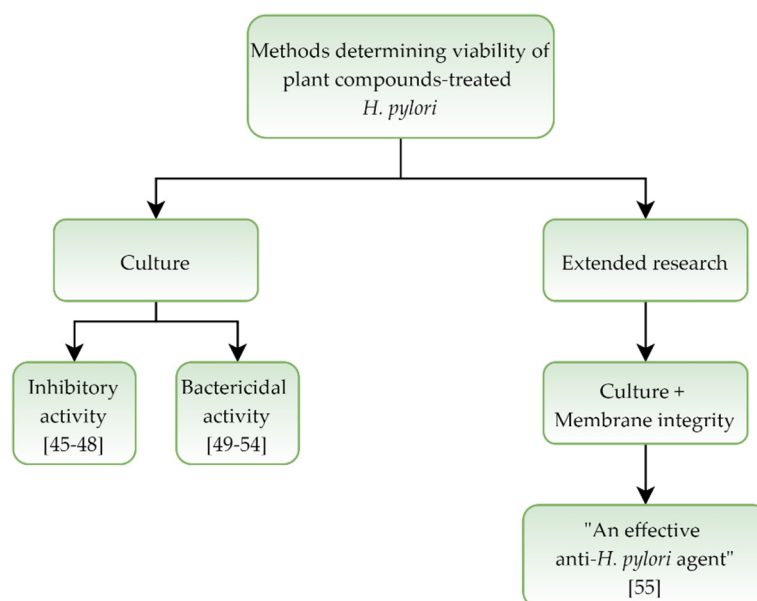 Methods determining viability of
plant compounds-treated
H. pylori
Culture
Extended research
Inhibitory
activity
[45-48]
Bactericidal
activity
[49-54]
Culture +
Membrane integrity
"An effective
anti-H. pylori agent"
[55]